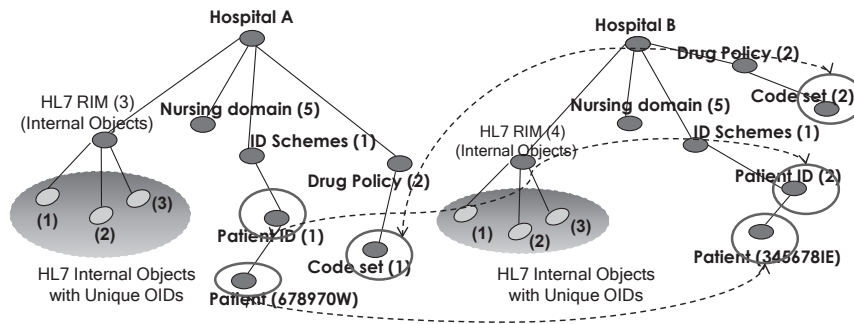 Hospital A
HL7 RIM (3)
(Internal Objects)
Nursing domain (5)
ID Schemes (1)
Drug Policy (2)
(1)
(2)
(3)
Patient ID (1)
Code set (1)
HL7 Internal Objects
with Unique OIDs
Patient (678970W)
Hospital B
Drug Policy (2)
Code set (2)
Nursing domain (5)
HL7 RIM (4)
(Internal Objects)
ID Schemes (1)
Patient ID (2)
(1)
(2)
(3)
HL7 Internal Objects
with Unique OIDs
Patient (345678IE)